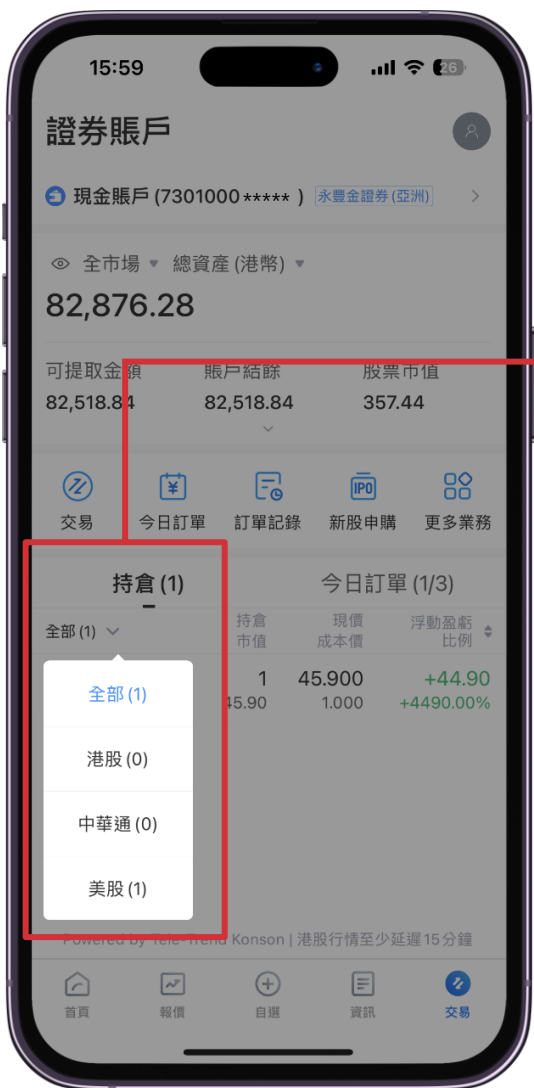 15:59
26
證券賬戶
現金賬戶 (7301000***** ) 永豐金證券(亞洲)
全市場 總資產 (港幣)
82,876.28
可提取金額 賬戶結餘 股票市值
82,518.84 82,518.84 357.44
交易 今日訂單 訂單記錄 新股申購 更多業務
IPO
持倉 (1) 今日訂單 (1/3)
全部 (1) 持倉 現價 浮動盈虧
市值 成本價 比例
1 45.900 +44.90
45.90 1.000 +4490.00%
全部 (1)
港股 (0)
中華通 (0)
美股 (1)
Powered by Tele-Trend Konson | 港股行情至少延遲15分鐘
首頁 報價 自選 資訊 交易